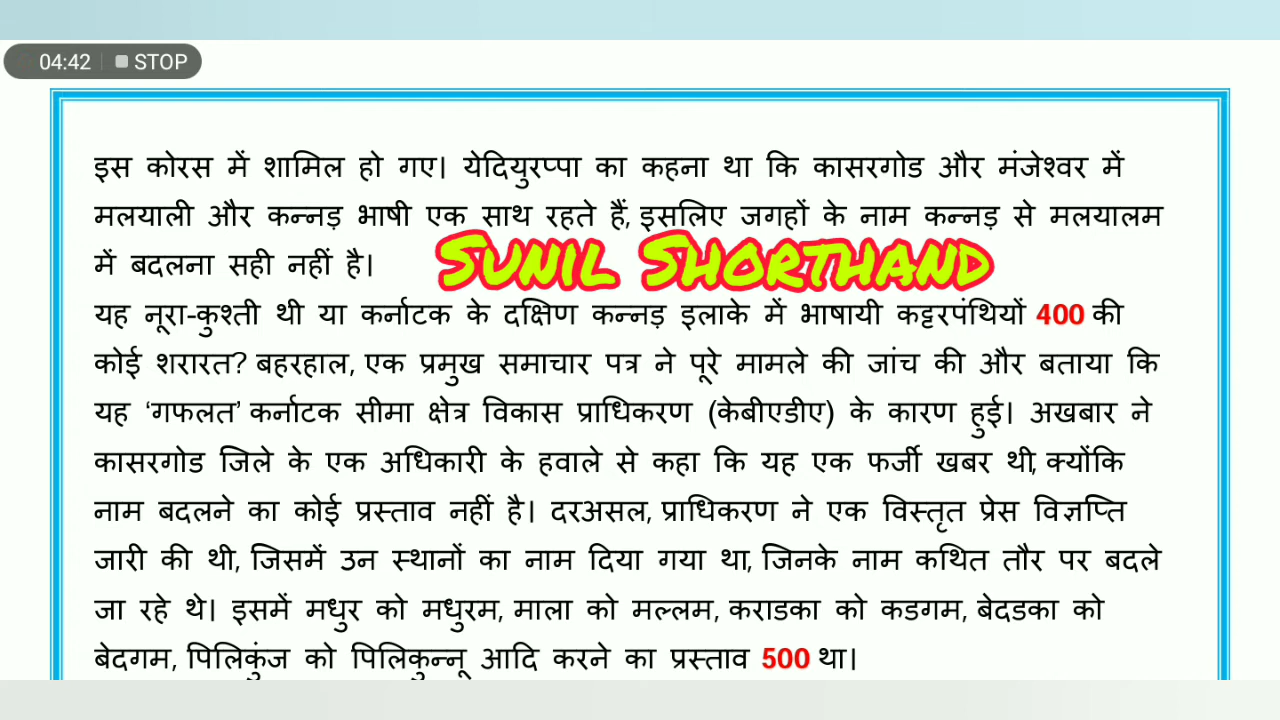 04:42 STOP
इस कोरस में शामिल हो गए। येदियुरप्पा का कहना था कि कासरगोड और मंजेश्वर में
मलयाली और कन्नड़ भाषी एक साथ रहते हैं, इसलिए जगहों के नाम कन्नड़ से मलयालम
में बदलना सही नहीं है।
SUNIL SHORTHAND
यह नूरा-कुश्ती थी या कर्नाटक के दक्षिण कन्नड़ इलाके में भाषायी कट्टरपंथियों 400 की
कोई शरारत? बहरहाल, एक प्रमुख समाचार पत्र ने पूरे मामले की जांच की और बताया कि
यह ‘गफलत’ कर्नाटक सीमा क्षेत्र विकास प्राधिकरण (केबीएडीए) के कारण हुई। अखबार ने
कासरगोड जिले के एक अधिकारी के हवाले से कहा कि यह एक फर्जी खबर थी, क्योंकि
नाम बदलने का कोई प्रस्ताव नहीं है। दरअसल, प्राधिकरण ने एक विस्तृत प्रेस विज्ञप्ति
जारी की थी, जिसमें उन स्थानों का नाम दिया गया था, जिनके नाम कथित तौर पर बदले
जा रहे थे। इसमें मधुर को मधुरम, माला को मल्लम, कराडका को कडगम, बेदडका को
बेदगम, पिलिकुंज को पिलिकुन्नू आदि करने का प्रस्ताव 500 था।